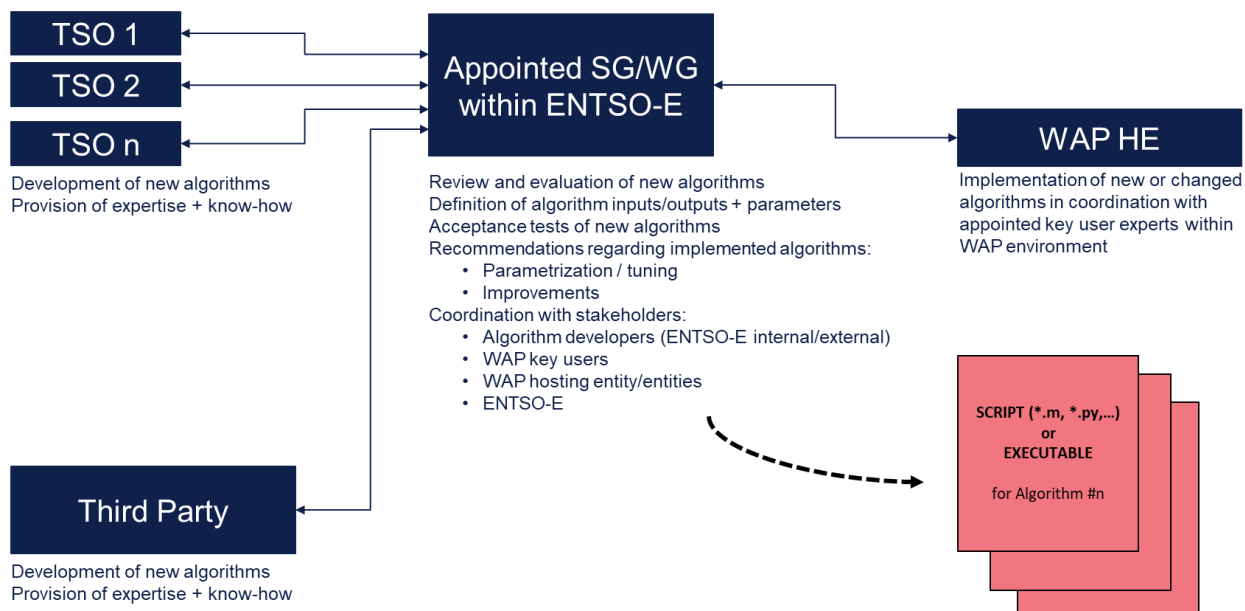 TSO 1
TSO 2
TSO n
Development of new algorithms
Provision of expertise + know-how
Appointed SG/WG
within ENTSO-E
Review and evaluation of new algorithms
Definition of algorithm inputs/outputs + parameters
Acceptance tests of new algorithms
Recommendations regarding implemented algorithms:
• Parametrization / tuning
• Improvements
Coordination with stakeholders:
• Algorithm developers (ENTSO-E internal/external)
• WAP key users
• WAP hosting entity/entities
• ENTSO-E
WAP HE
Implementation of new or changed
algorithms in coordination with
appointed key user experts within
WAP environment
SCRIPT (*.m, *.py,...)
or
EXECUTABLE
for Algorithm #n
Third Party
Development of new algorithms
Provision of expertise + know-how